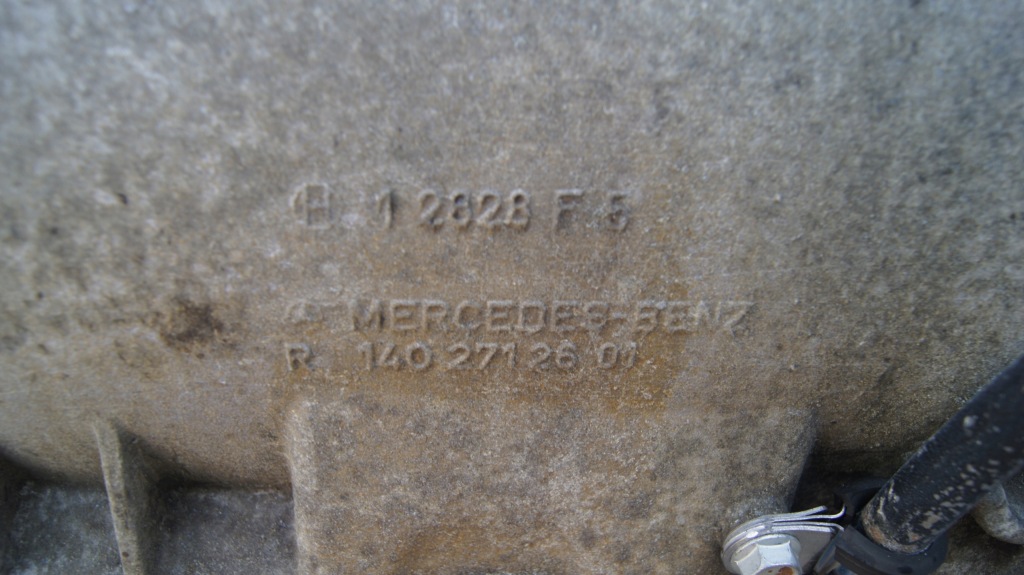 H 1 2828 F 5
MERCEDES-BENZ
R 140 271 26 01